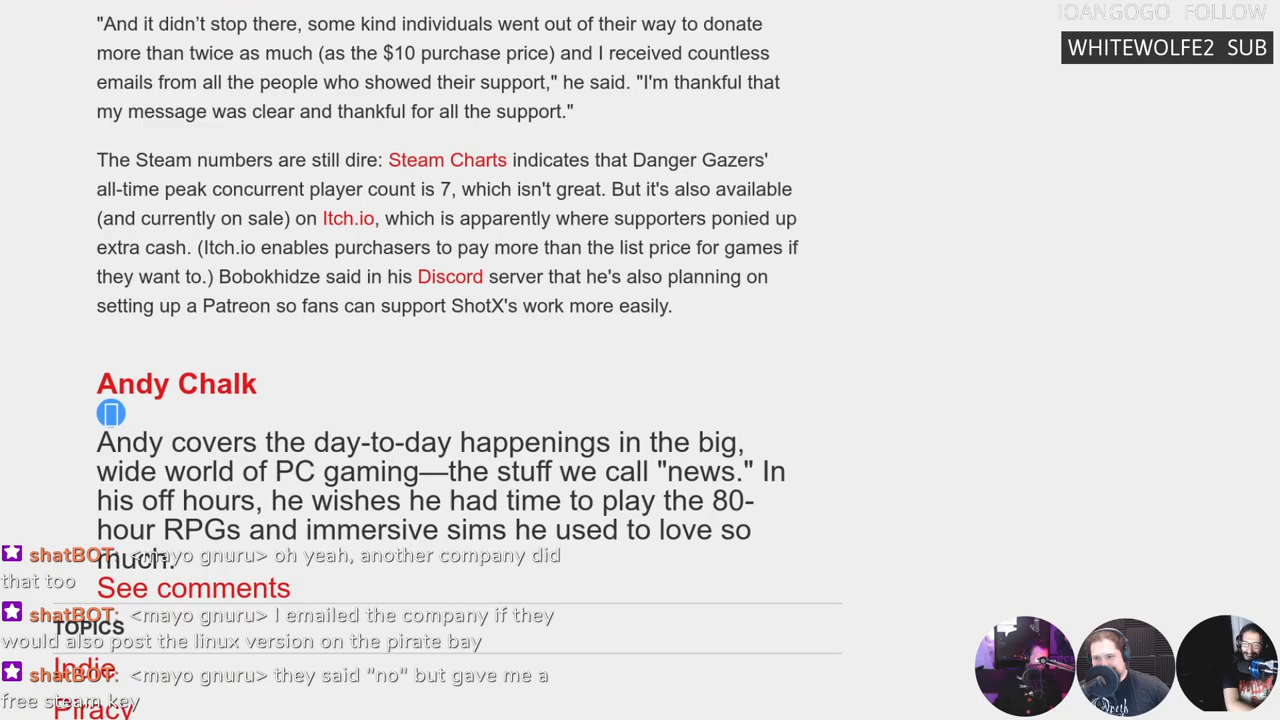 IOANGOGO FOLLOW
WHITEWOLFE2 SUB
"And it didn’t stop there, some kind individuals went out of their way to donate
more than twice as much (as the $10 purchase price) and I received countless
emails from all the people who showed their support," he said. "I'm thankful that
my message was clear and thankful for all the support."
The Steam numbers are still dire: Steam Charts indicates that Danger Gazers'
all-time peak concurrent player count is 7, which isn't great. But it's also available
(and currently on sale) on Itch.io, which is apparently where supporters ponied up
extra cash. (Itch.io enables purchasers to pay more than the list price for games if
they want to.) Bobokhidze said in his Discord server that he's also planning on
setting up a Patreon so fans can support ShotX's work more easily.
Andy Chalk
Andy covers the day-to-day happenings in the big,
wide world of PC gaming—the stuff we call "news." In
his off hours, he wishes he had time to play the 80-
hour RPGs and immersive sims he used to love so
much.
See comments
TOPICS
Indie
Piracy
shatBOT: <mayo gnuru> oh yeah, another company did
that too
shatBOT: <mayo gnuru> I emailed the company if they
would also post the linux version on the pirate bay
shatBOT: <mayo gnuru> they said "no" but gave me a
free steam key